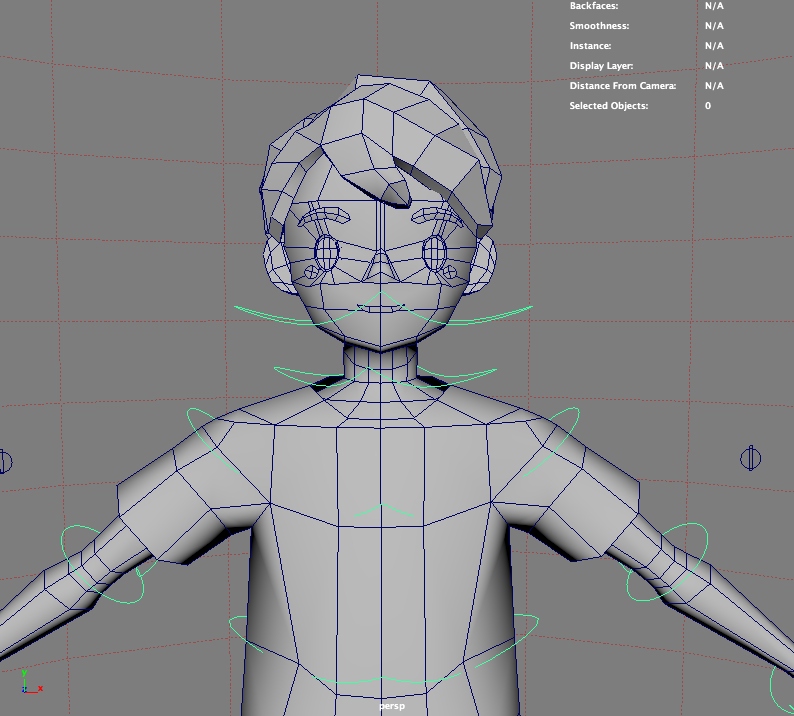 Backfaces: N/A
Smoothness: N/A
Instance: N/A
Display Layer: N/A
Distance From Camera: N/A
Selected Objects: 0
y
x
persp